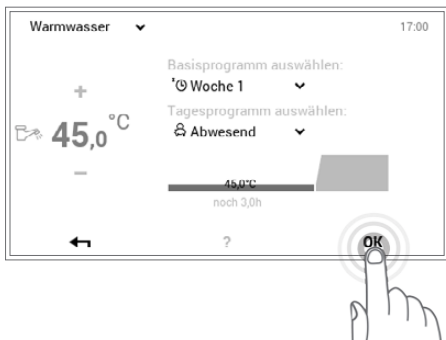 Warmwasser 17:00
Basisprogramm auswählen:
Woche 1
+
Tagesprogramm auswählen:
45,0°C
Abwesend
−
45,0°C
noch 3,0h
? OK